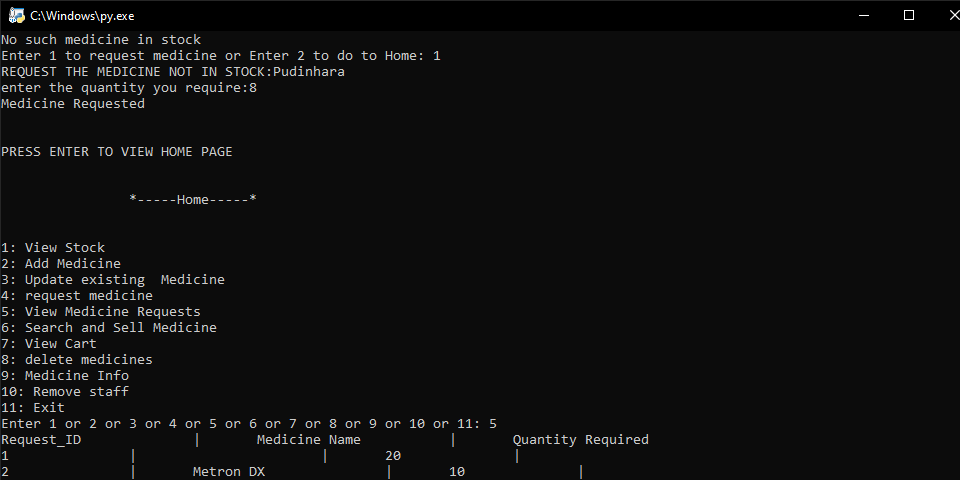 C:\Windows\py.exe
No such medicine in stock
Enter 1 to request medicine or Enter 2 to do to Home: 1
REQUEST THE MEDICINE NOT IN STOCK:Pudinhara
enter the quantity you require:8
Medicine Requested
PRESS ENTER TO VIEW HOME PAGE
*-----Home-----*
1: View Stock
2: Add Medicine
3: Update existing  Medicine
4: request medicine
5: View Medicine Requests
6: Search and Sell Medicine
7: View Cart
8: delete medicines
9: Medicine Info
10: Remove staff
11: Exit
Enter 1 or 2 or 3 or 4 or 5 or 6 or 7 or 8 or 9 or 10 or 11: 5
Request_ID | Medicine Name | Quantity Required
1 | | 20 |
2 | Metron DX | 10 |